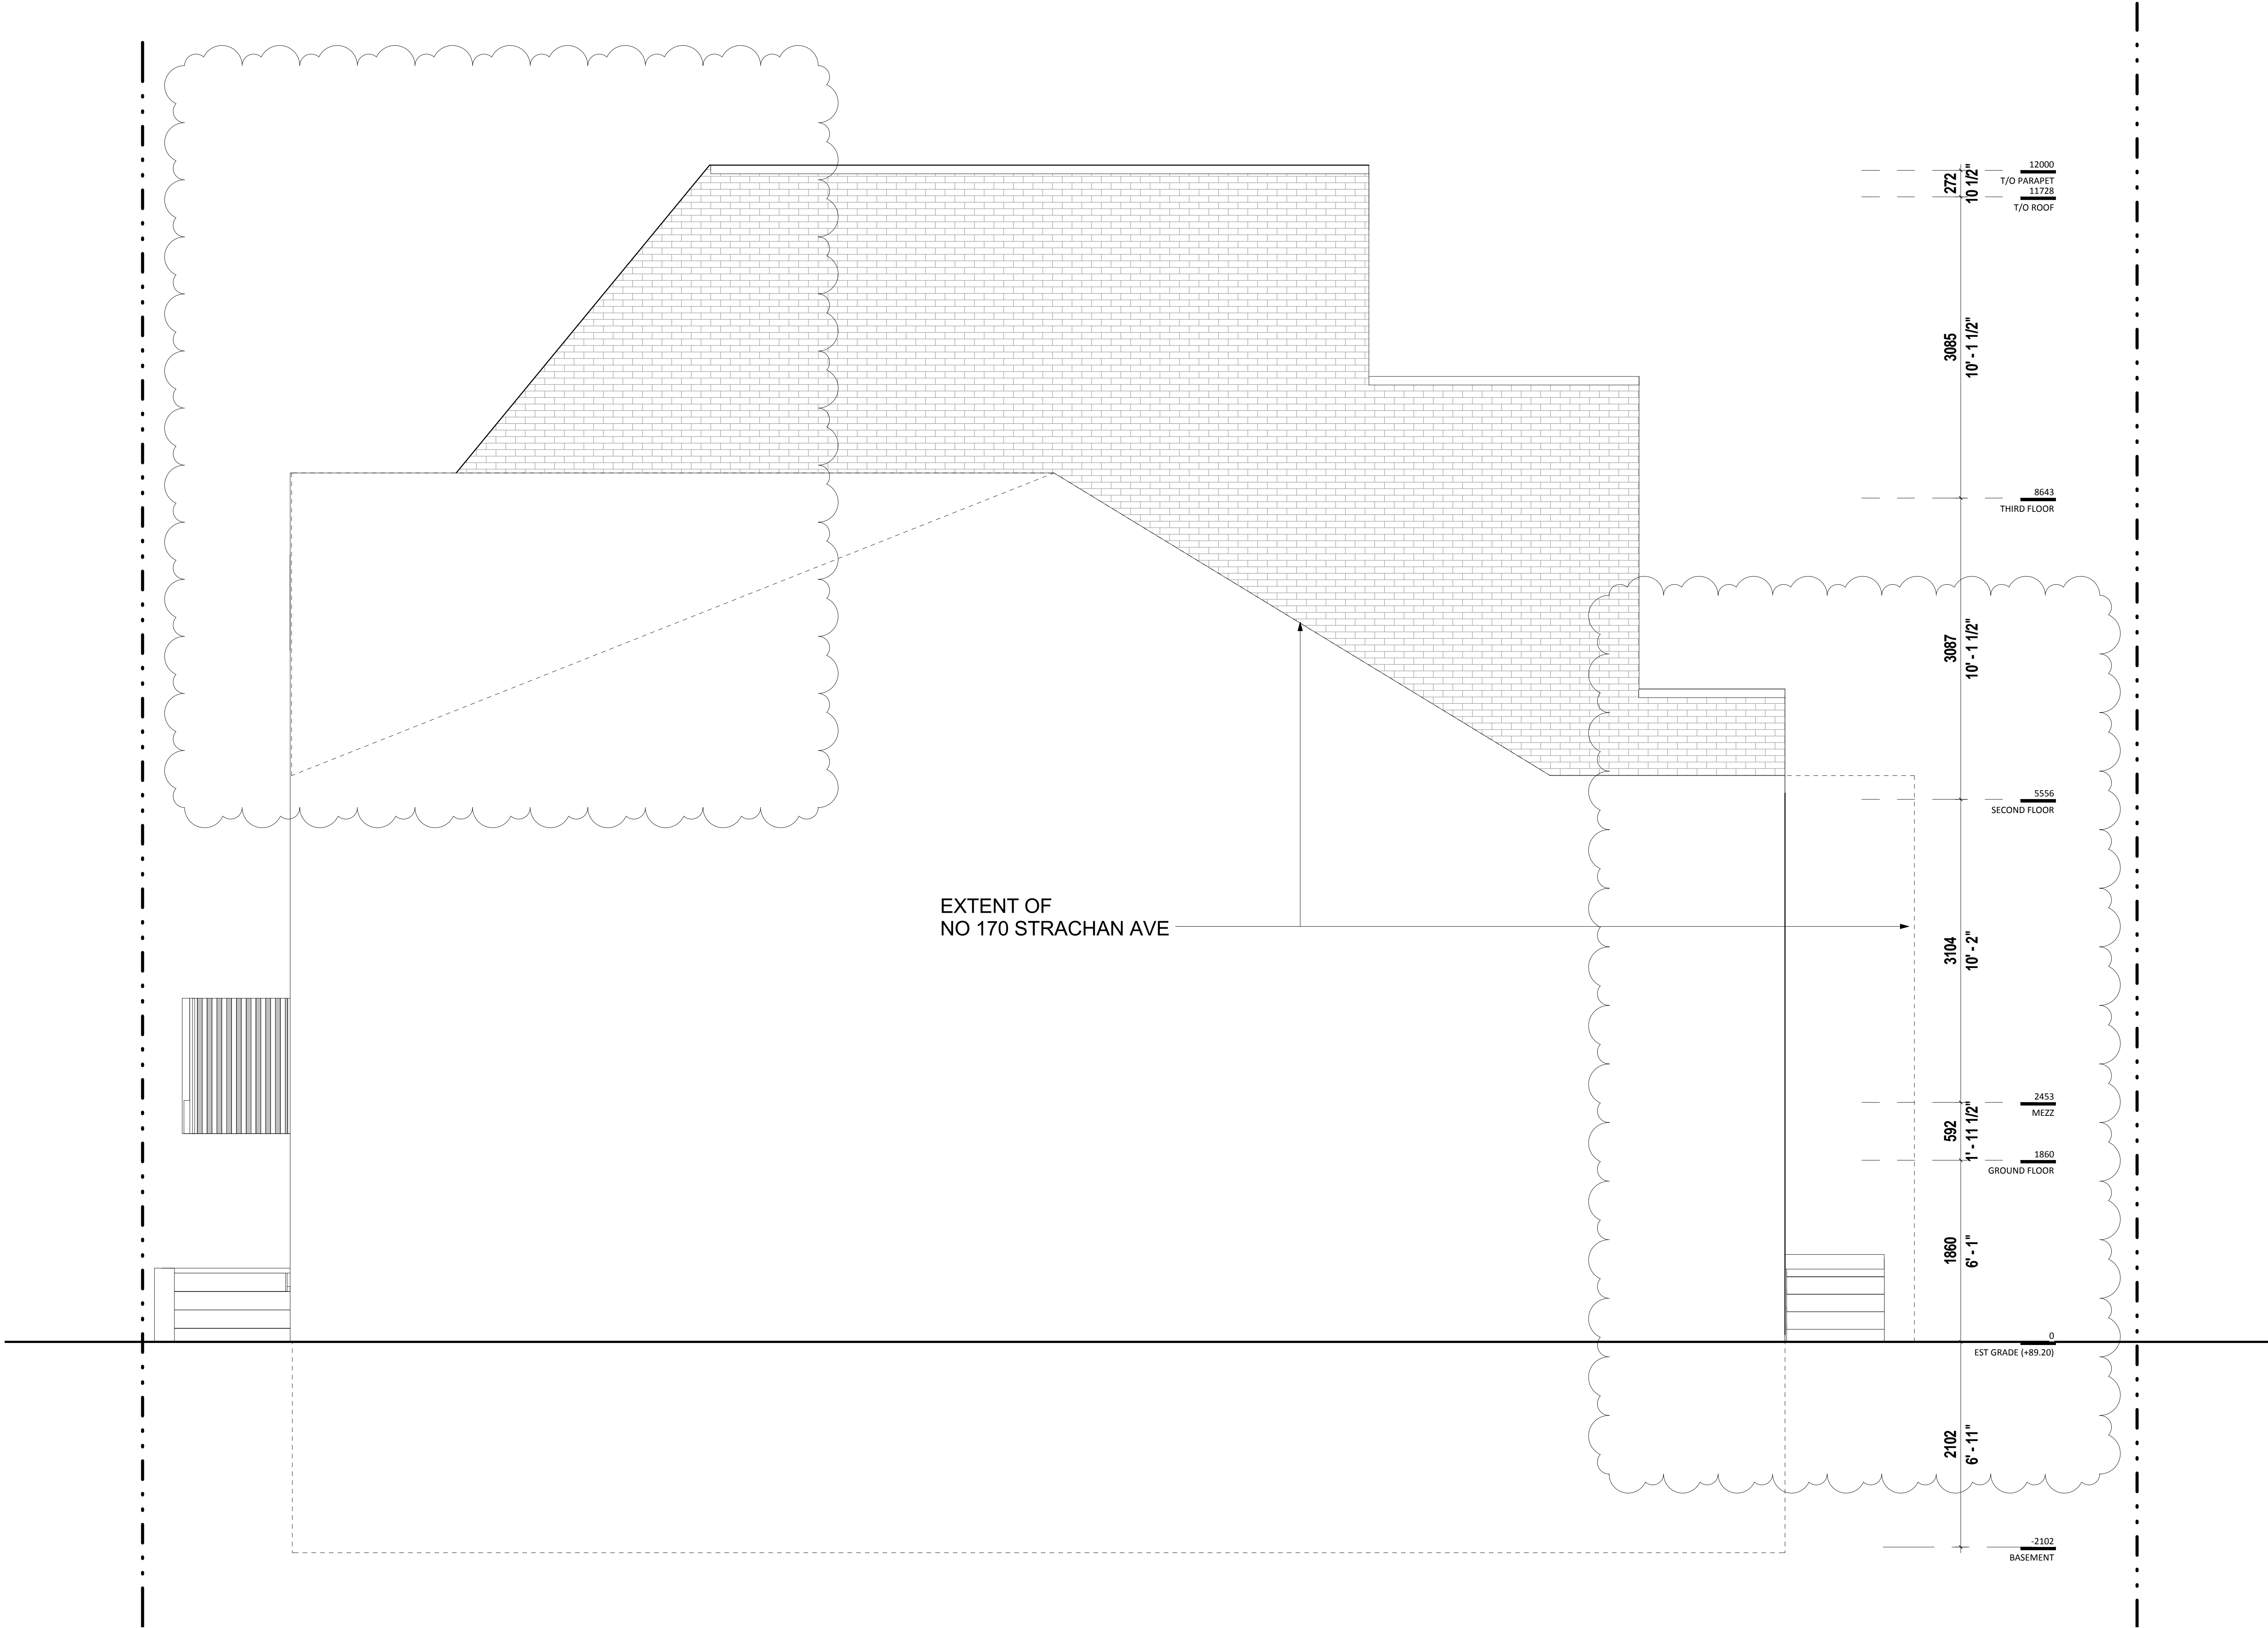 12000
T/O PARAPET
272
10 1/2"
11728
T/O ROOF
3085
10' - 1 1/2"
8643
THIRD FLOOR
3087
10' - 1 1/2"
5556
SECOND FLOOR
EXTENT OF
NO 170 STRACHAN AVE
3104
10' - 2"
2453
MEZZ
592
1' - 11 1/2"
1860
GROUND FLOOR
1860
6' - 1"
0
EST GRADE (+89.20)
2102
6' - 11"
-2102
BASEMENT